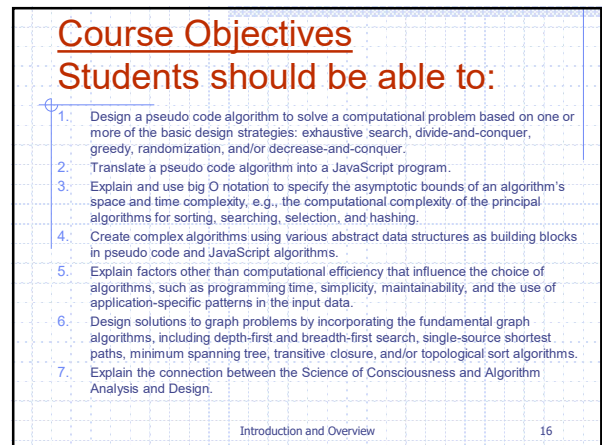 Course Objectives
Students should be able to:
1. Design a pseudo code algorithm to solve a computational problem based on one or
more of the basic design strategies: exhaustive search, divide-and-conquer,
greedy, randomization, and/or decrease-and-conquer.
2. Translate a pseudo code algorithm into a JavaScript program.
3. Explain and use big O notation to specify the asymptotic bounds of an algorithm's
space and time complexity, e.g., the computational complexity of the principal
algorithms for sorting, searching, selection, and hashing.
4. Create complex algorithms using various abstract data structures as building blocks
in pseudo code and JavaScript algorithms.
5. Explain factors other than computational efficiency that influence the choice of
algorithms, such as programming time, simplicity, maintainability, and the use of
application-specific patterns in the input data.
6. Design solutions to graph problems by incorporating the fundamental graph
algorithms, including depth-first and breadth-first search, single-source shortest
paths, minimum spanning tree, transitive closure, and/or topological sort algorithms.
7. Explain the connection between the Science of Consciousness and Algorithm
Analysis and Design.
Introduction and Overview 16